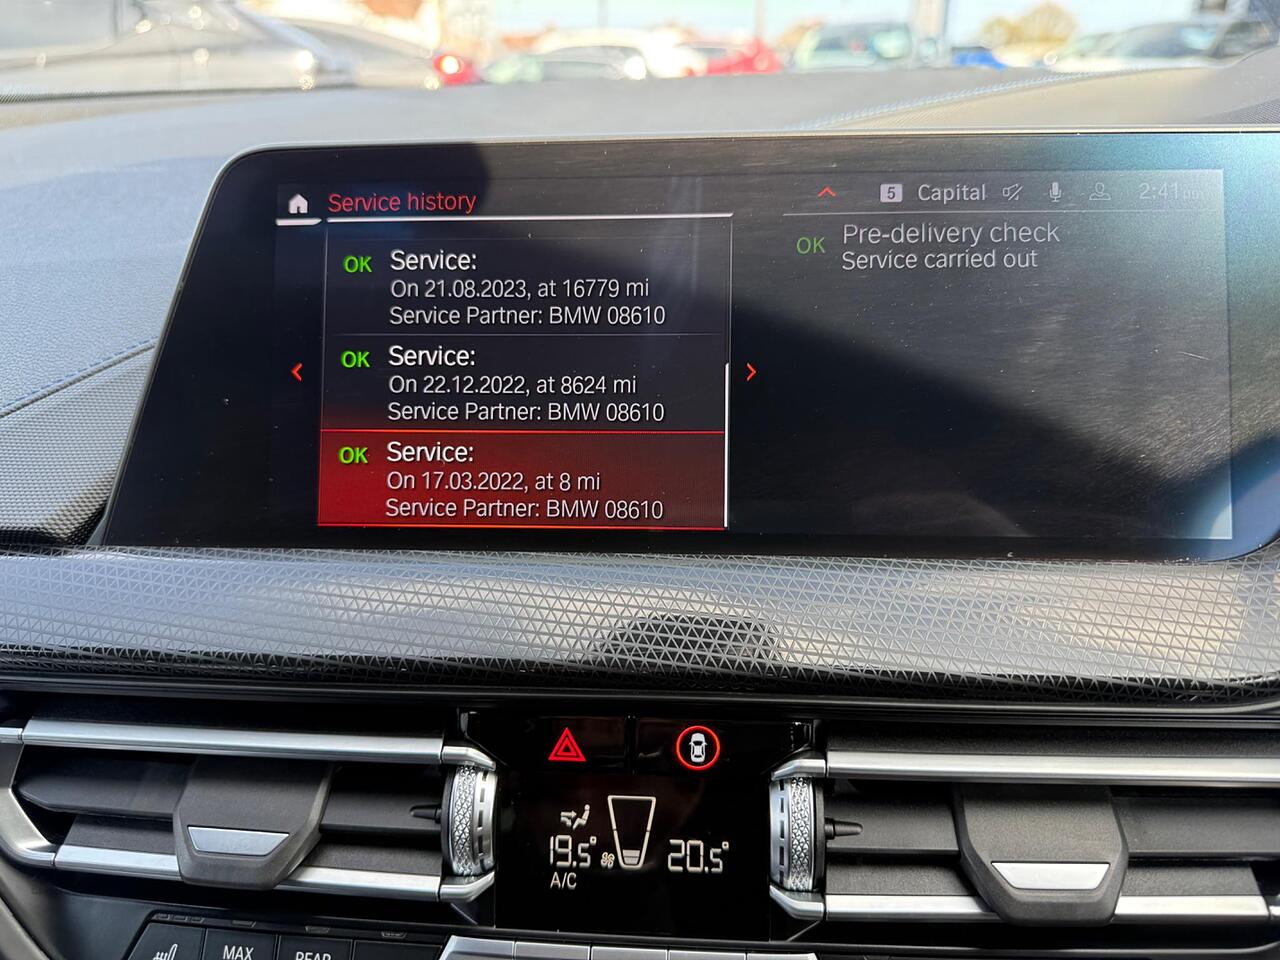 Service history
5 Capital 2:41
OK Service:
On 21.08.2023, at 16779 mi
Service Partner: BMW 08610
OK Service:
On 22.12.2022, at 8624 mi
Service Partner: BMW 08610
OK Service:
On 17.03.2022, at 8 mi
Service Partner: BMW 08610
OK Pre-delivery check
Service carried out
19.5° 20.5°
A/C
MAX REAR